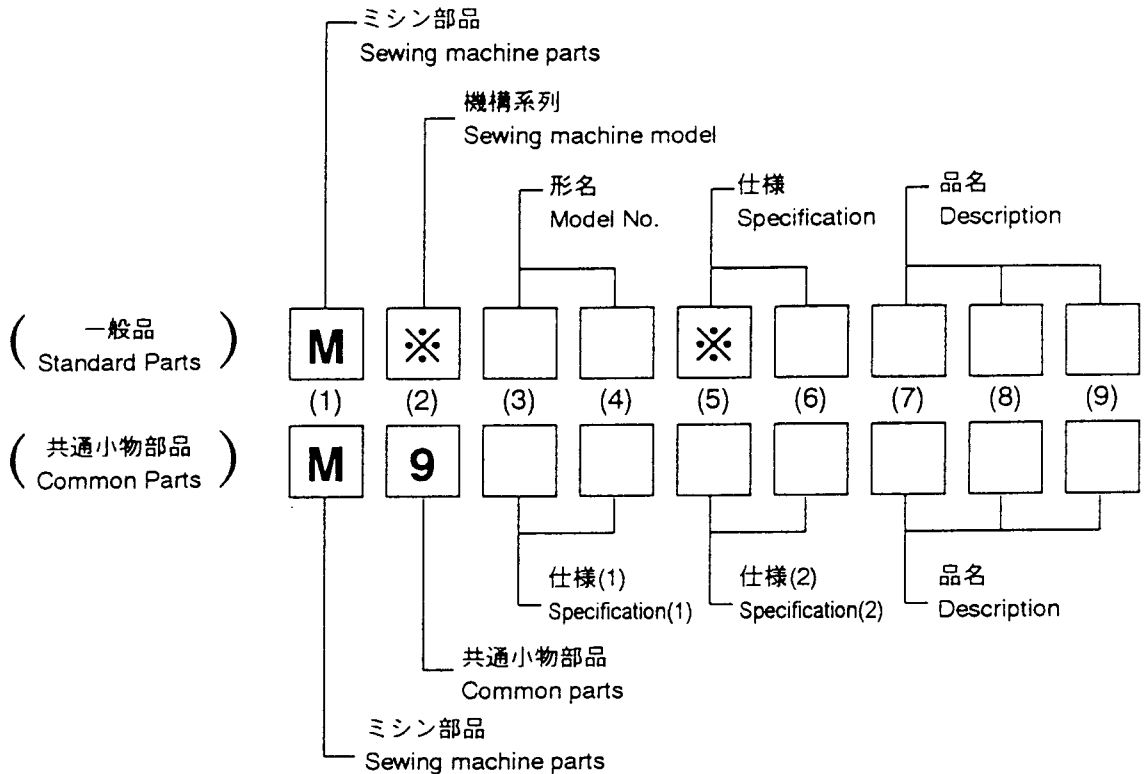 ミシン部品
Sewing machine parts
機構系列
Sewing machine model
形名
Model No.
仕様
Specification
品名
Description
一般品
Standard Parts
M ※ ※
(1) (2) (3) (4) (5) (6) (7) (8) (9)
共通小物部品
Common Parts
M 9
仕様(1)
Specification(1)
仕様(2)
Specification(2)
品名
Description
共通小物部品
Common parts
ミシン部品
Sewing machine parts